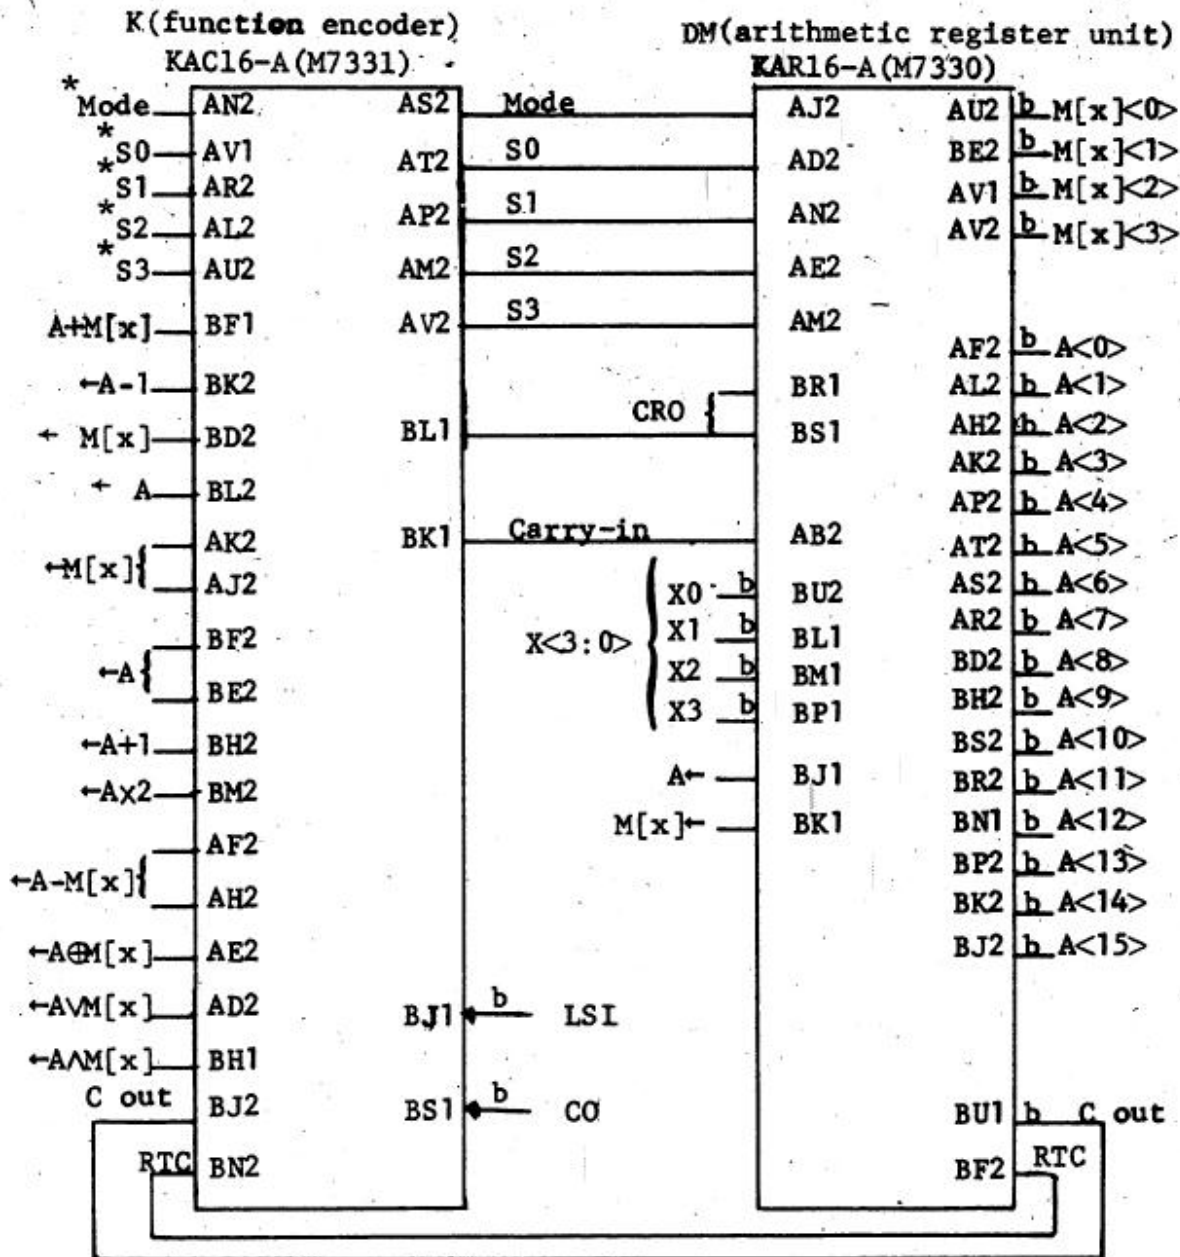 K(function encoder)
KAC16-A(M7331)
DM(arithmetic register unit)
KAR16-A(M7330)
*Mode AN2
*S0 AV1
*S1 AR2
*S2 AL2
*S3 AU2
A+M[x] BF1
←A-1 BK2
← M[x] BD2
← A BL2
←M[x]{ AK2
AJ2
←A{ BF2
BE2
←A+1 BH2
←A×2 BM2
←A-M[x]{ AF2
AH2
←A⊕M[x] AE2
←A∨M[x] AD2
←A∧M[x] BH1
C out BJ2
RTC BN2
AS2 Mode AJ2
AT2 S0 AD2
AP2 S1 AN2
AM2 S2 AE2
AV2 S3 AM2
CRO { BR1
BL1 BS1
BK1 Carry-in AB2
X<3:0> {
X0 b BU2
X1 b BL1
X2 b BM1
X3 b BP1
A← BJ1
M[x]← BK1
BJ1 b LSI
BS1 b CO
AU2 b M[x]<0>
BE2 b M[x]<1>
AV1 b M[x]<2>
AV2 b M[x]<3>
AF2 b A<0>
AL2 b A<1>
AH2 b A<2>
AK2 b A<3>
AP2 b A<4>
AT2 b A<5>
AS2 b A<6>
AR2 b A<7>
BD2 b A<8>
BH2 b A<9>
BS2 b A<10>
BR2 b A<11>
BN1 b A<12>
BP2 b A<13>
BK2 b A<14>
BJ2 b A<15>
BU1 b C out
BF2 RTC